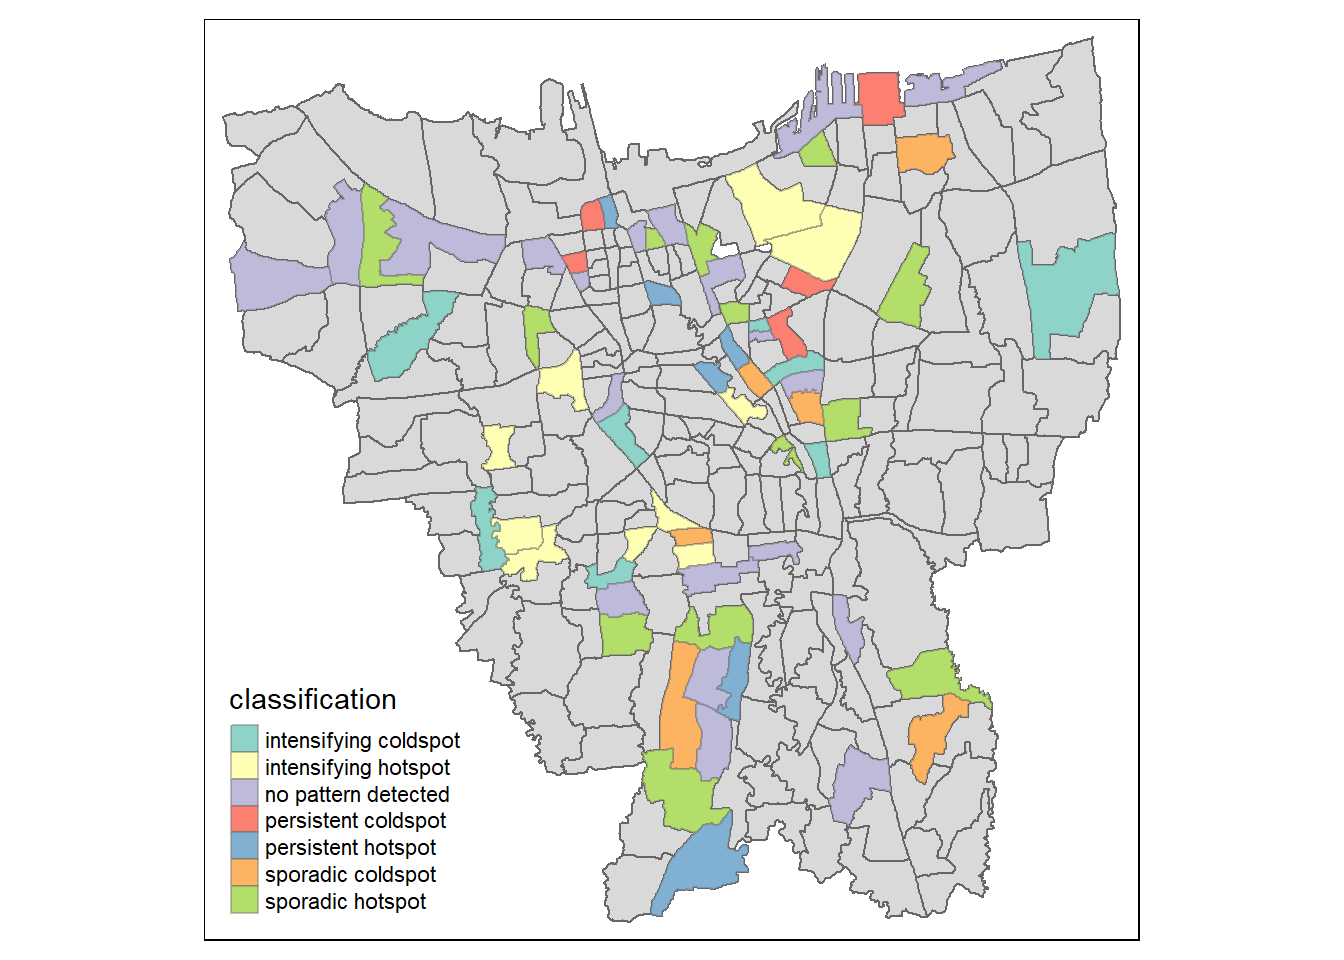 classification
intensifying coldspot
intensifying hotspot
no pattern detected
persistent coldspot
persistent hotspot
sporadic coldspot
sporadic hotspot